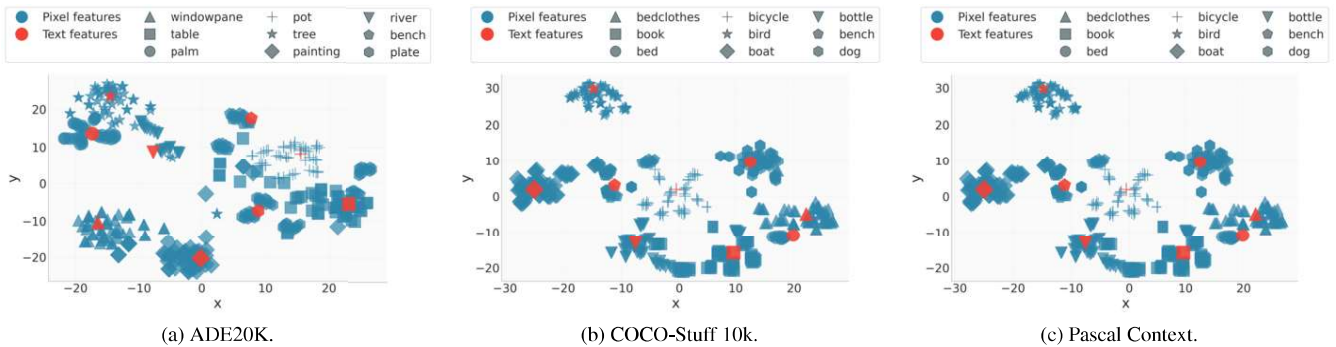 Pixel features windowpane pot river
Text features table tree bench
palm painting plate
y
20
10
0
−10
−20
−20 −10 0 10 20
x
(a) ADE20K.
Pixel features bedclothes bicycle bottle
Text features book bird bench
bed boat dog
y
30
20
10
0
−10
−20
−30 −20 −10 0 10 20
x
(b) COCO-Stuff 10k.
Pixel features bedclothes bicycle bottle
Text features book bird bench
bed boat dog
y
30
20
10
0
−10
−20
−30 −20 −10 0 10 20
x
(c) Pascal Context.